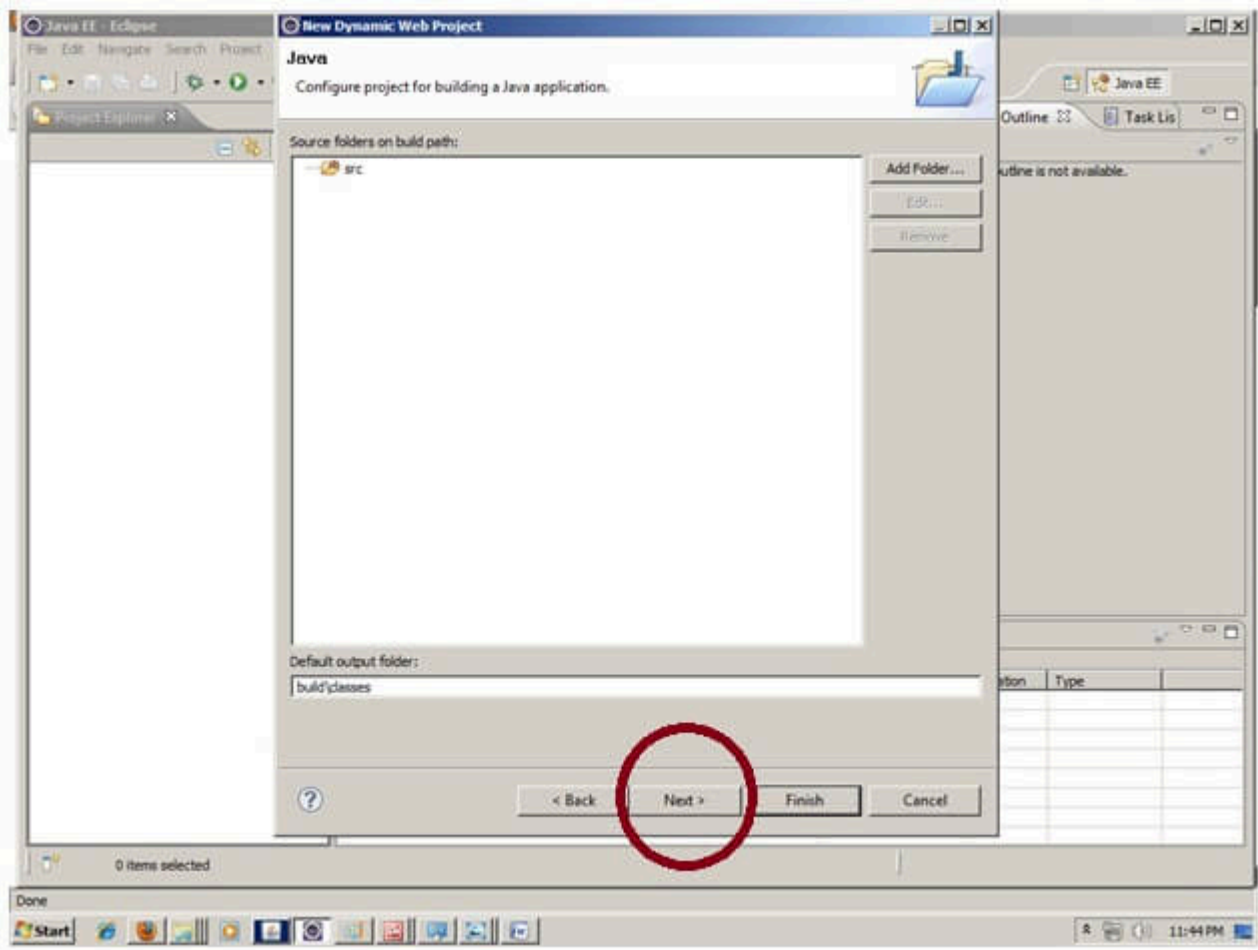 Java EE - Eclipse
File Edit Navigate Search Project
Project Explorer
New Dynamic Web Project
Java
Configure project for building a Java application.
Source folders on build path:
src
Add Folder...
Edit...
Remove
Default output folder:
build\classes
< Back
Next >
Finish
Cancel
Java EE
Outline
Task Lis
utline is not available.
ation
Type
0 items selected
Done
Start
11:44 PM